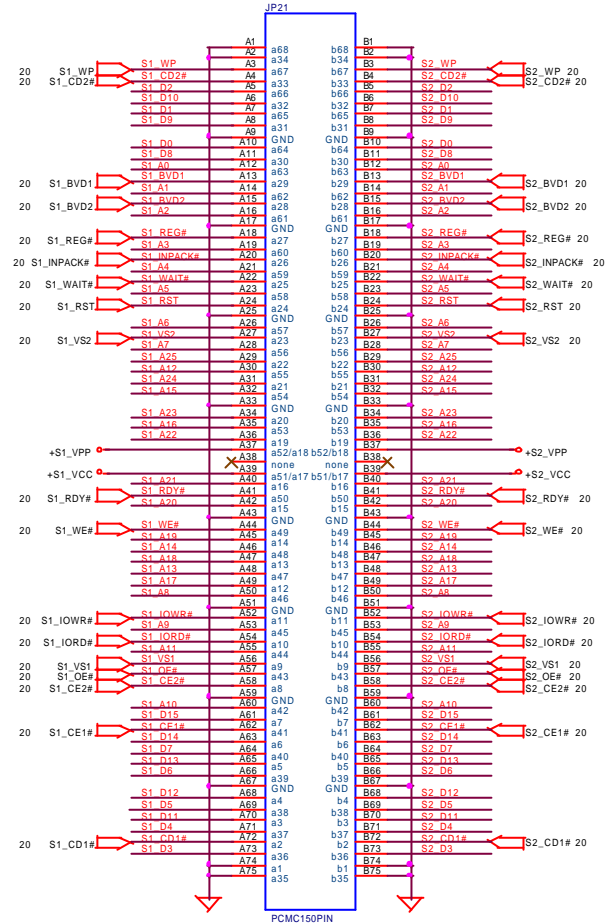 JP21
A1 a68 b68 B1
A2 a34 b34 B2
20 S1_WP S1_WP A3 a67 b67 B3 S2_WP S2_WP 20
20 S1_CD2# S1_CD2# A4 a33 b33 B4 S2_CD2# S2_CD2# 20
S1_D2 A5 a66 b66 B5 S2_D2
S1_D10 A6 a32 b32 B6 S2_D10
S1_D1 A7 a65 b65 B7 S2_D1
S1_D9 A8 a31 b31 B8 S2_D9
A9 GND GND B9
S1_D0 A10 a64 b64 B10 S2_D0
S1_D8 A11 a30 b30 B11 S2_D8
S1_A0 A12 a63 b63 B12 S2_A0
20 S1_BVD1 S1_BVD1 A13 a29 b29 B13 S2_BVD1 S2_BVD1 20
S1_A1 A14 a62 b62 B14 S2_A1
20 S1_BVD2 S1_BVD2 A15 a28 b28 B15 S2_BVD2 S2_BVD2 20
S1_A2 A16 a61 b61 B16 S2_A2
A17 GND GND B17
20 S1_REG# S1_REG# A18 a27 b27 B18 S2_REG# S2_REG# 20
S1_A3 A19 a60 b60 B19 S2_A3
20 S1_INPACK# S1_INPACK# A20 a26 b26 B20 S2_INPACK# S2_INPACK# 20
S1_A4 A21 a59 b59 B21 S2_A4
20 S1_WAIT# S1_WAIT# A22 a25 b25 B22 S2_WAIT# S2_WAIT# 20
S1_A5 A23 a58 b58 B23 S2_A5
20 S1_RST S1_RST A24 a24 b24 B24 S2_RST S2_RST 20
A25 GND GND B25
S1_A6 A26 a57 b57 B26 S2_A6
20 S1_VS2 S1_VS2 A27 a23 b23 B27 S2_VS2 S2_VS2 20
S1_A7 A28 a56 b56 B28 S2_A7
S1_A25 A29 a22 b22 B29 S2_A25
S1_A12 A30 a55 b55 B30 S2_A12
S1_A24 A31 a21 b21 B31 S2_A24
S1_A15 A32 a54 b54 B32 S2_A15
A33 GND GND B33
S1_A23 A34 a20 b20 B34 S2_A23
S1_A16 A35 a53 b53 B35 S2_A16
S1_A22 A36 a19 b19 B36 S2_A22
+S1_VPP A37 a52/a18 b52/b18 B37 +S2_VPP
A38 none none B38
+S1_VCC A39 a51/a17 b51/b17 B39 +S2_VCC
S1_A21 A40 a16 b16 B40 S2_A21
20 S1_RDY# S1_RDY# A41 a50 b50 B41 S2_RDY# S2_RDY# 20
S1_A20 A42 a15 b15 B42 S2_A20
A43 GND GND B43
20 S1_WE# S1_WE# A44 a49 b49 B44 S2_WE# S2_WE# 20
S1_A19 A45 a14 b14 B45 S2_A19
S1_A14 A46 a48 b48 B46 S2_A14
S1_A18 A47 a13 b13 B47 S2_A18
S1_A13 A48 a47 b47 B48 S2_A13
S1_A17 A49 a12 b12 B49 S2_A17
S1_A8 A50 a46 b46 B50 S2_A8
A51 GND GND B51
20 S1_IOWR# S1_IOWR# A52 a11 b11 B52 S2_IOWR# S2_IOWR# 20
S1_A9 A53 a45 b45 B53 S2_A9
20 S1_IORD# S1_IORD# A54 a10 b10 B54 S2_IORD# S2_IORD# 20
S1_A11 A55 a44 b44 B55 S2_A11
20 S1_VS1 S1_VS1 A56 a9 b9 B56 S2_VS1 S2_VS1 20
20 S1_OE# S1_OE# A57 a43 b43 B57 S2_OE# S2_OE# 20
20 S1_CE2# S1_CE2# A58 a8 b8 B58 S2_CE2# S2_CE2# 20
A59 GND GND B59
S1_A10 A60 a42 b42 B60 S2_A10
S1_D15 A61 a7 b7 B61 S2_D15
20 S1_CE1# S1_CE1# A62 a41 b41 B62 S2_CE1# S2_CE1# 20
S1_D14 A63 a6 b6 B63 S2_D14
S1_D7 A64 a40 b40 B64 S2_D7
S1_D13 A65 a5 b5 B65 S2_D13
S1_D6 A66 a39 b39 B66 S2_D6
A67 GND GND B67
S1_D12 A68 a4 b4 B68 S2_D12
S1_D5 A69 a38 b38 B69 S2_D5
S1_D11 A70 a3 b3 B70 S2_D11
S1_D4 A71 a37 b37 B71 S2_D4
20 S1_CD1# S1_CD1# A72 a2 b2 B72 S2_CD1# S2_CD1# 20
S1_D3 A73 a36 b36 B73 S2_D3
A74 a1 b1 B74
A75 a35 b35 B75
PCMC150PIN